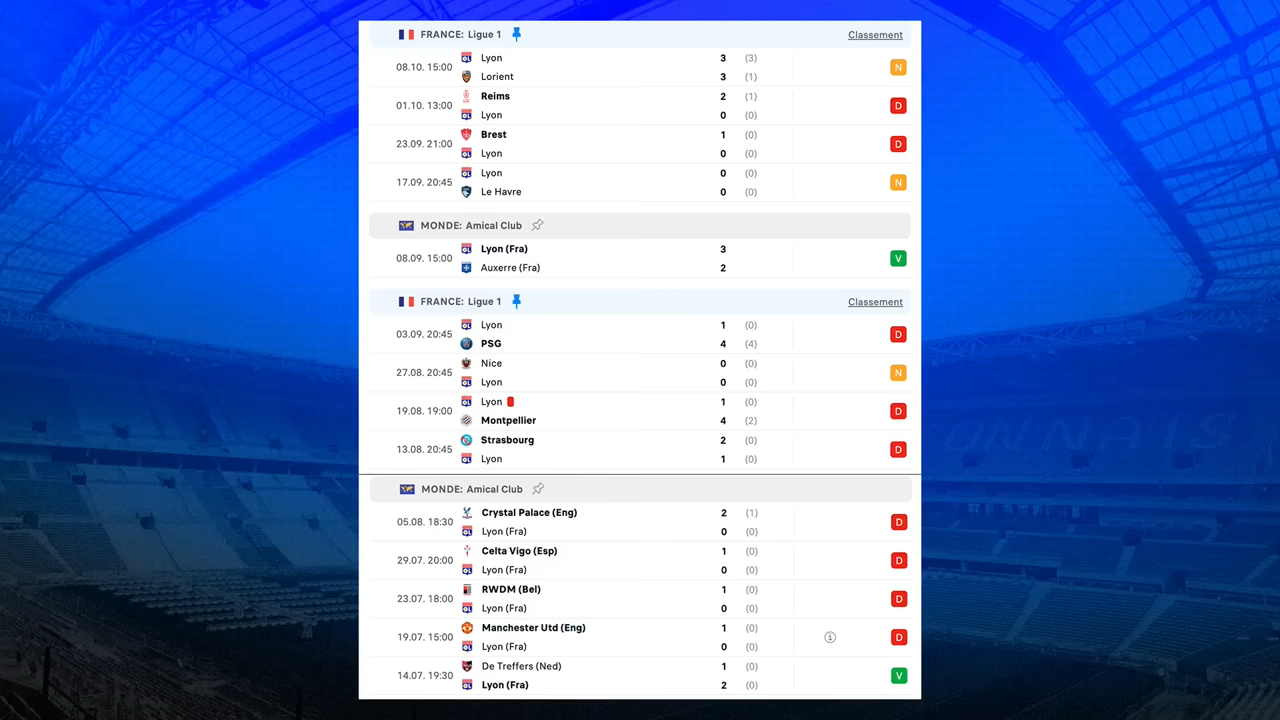 FRANCE: Ligue 1 Classement
08.10. 15:00 Lyon 3 (3) N
Lorient 3 (1)
01.10. 13:00 Reims 2 (1) D
Lyon 0 (0)
23.09. 21:00 Brest 1 (0) D
Lyon 0 (0)
17.09. 20:45 Lyon 0 (0) N
Le Havre 0 (0)
MONDE: Amical Club
08.09. 15:00 Lyon (Fra) 3 V
Auxerre (Fra) 2
FRANCE: Ligue 1 Classement
03.09. 20:45 Lyon 1 (0) D
PSG 4 (4)
27.08. 20:45 Nice 0 (0) N
Lyon 0 (0)
19.08. 19:00 Lyon 1 (0) D
Montpellier 4 (2)
13.08. 20:45 Strasbourg 2 (0) D
Lyon 1 (0)
MONDE: Amical Club
05.08. 18:30 Crystal Palace (Eng) 2 (1) D
Lyon (Fra) 0 (0)
29.07. 20:00 Celta Vigo (Esp) 1 (0) D
Lyon (Fra) 0 (0)
23.07. 18:00 RWDM (Bel) 1 (0) D
Lyon (Fra) 0 (0)
19.07. 15:00 Manchester Utd (Eng) 1 (0) D
Lyon (Fra) 0 (0)
14.07. 19:30 De Treffers (Ned) 1 (0) V
Lyon (Fra) 2 (0)